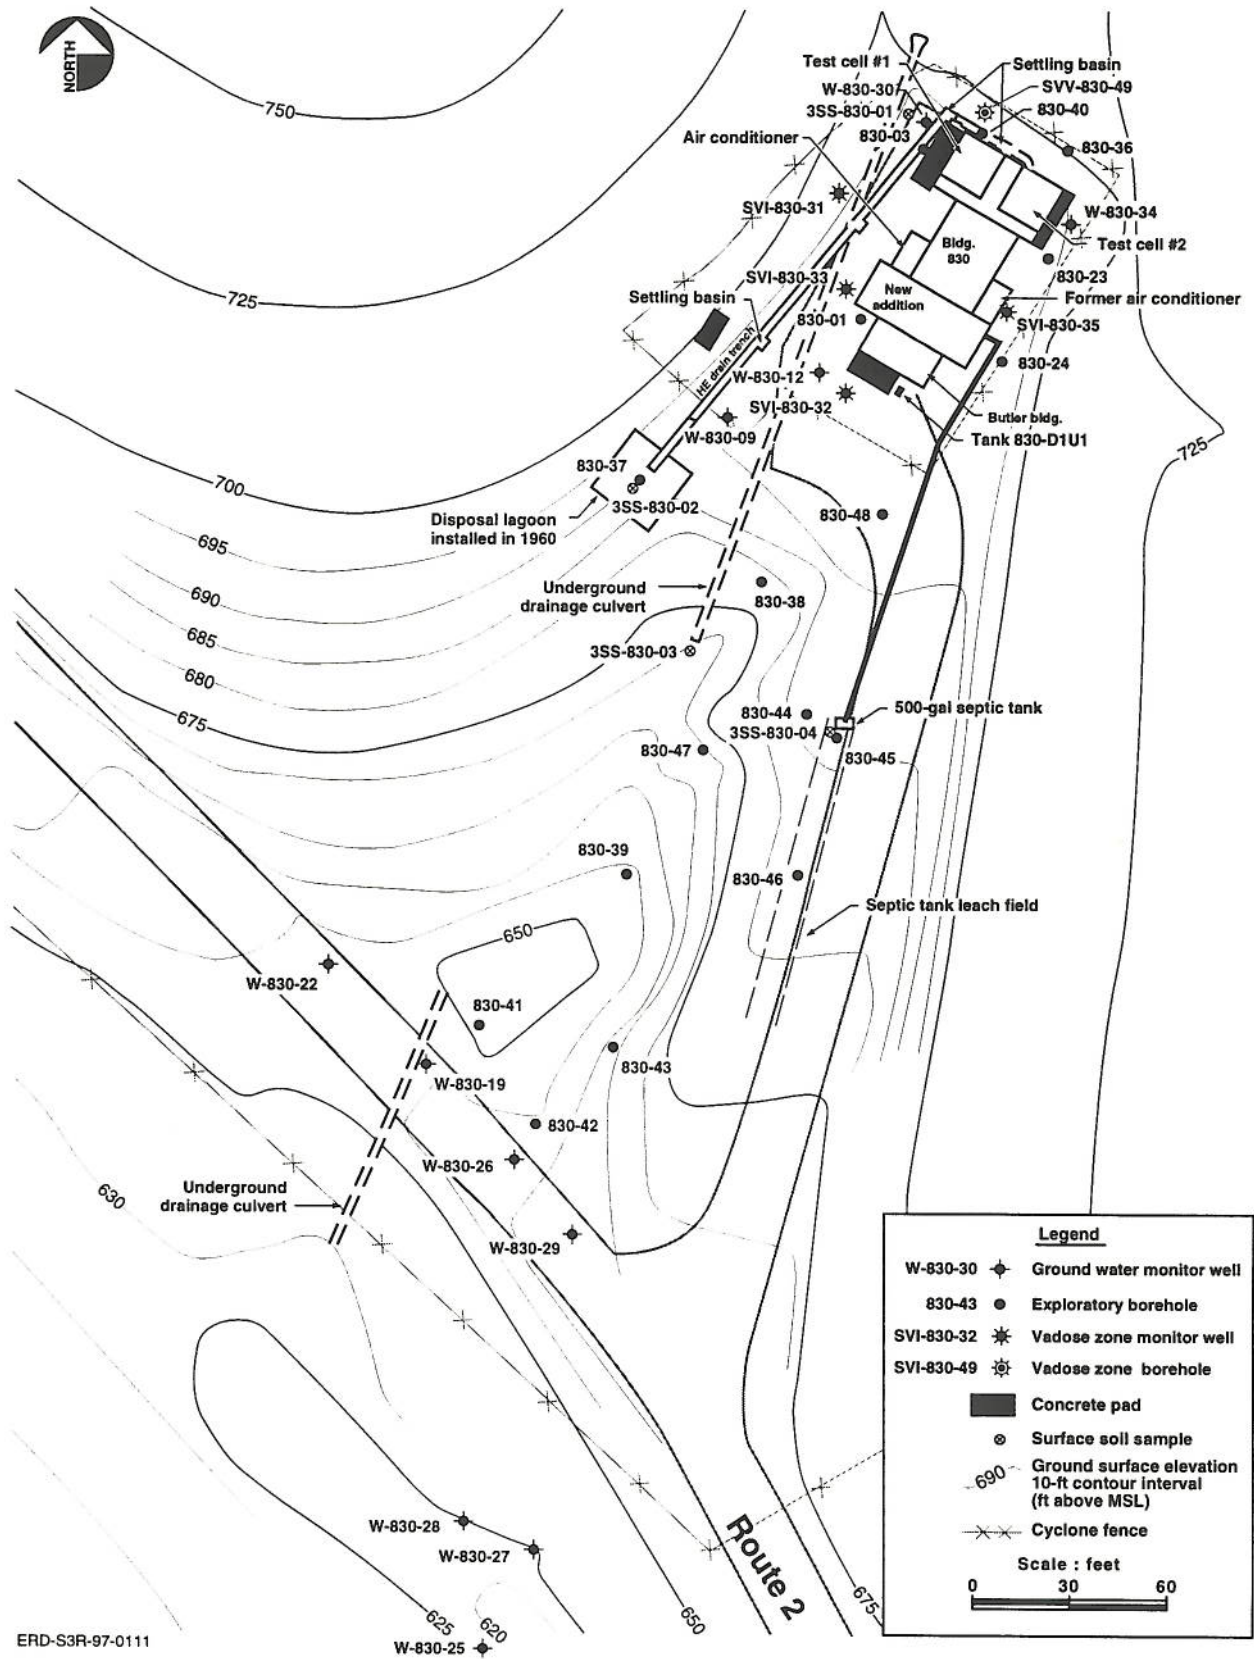 NORTH
750
725
700
695
690
685
680
675
Test cell #1
Settling basin
W-830-30
SVV-830-49
3SS-830-01
830-40
830-03
830-36
Air conditioner
SVI-830-31
W-830-34
Test cell #2
Bldg.
830
830-23
SVI-830-33
Settling basin
New
addition
Former air conditioner
830-01
SVI-830-35
HE drain trench
W-830-12
830-24
SVI-830-32
Butler bldg.
W-830-09
Tank 830-D1U1
725
830-37
3SS-830-02
Disposal lagoon
installed in 1960
830-48
Underground
drainage culvert
830-38
3SS-830-03
830-44
500-gal septic tank
3SS-830-04
830-47
830-45
830-39
830-46
Septic tank leach field
650
W-830-22
830-41
830-43
W-830-19
830-42
W-830-26
Underground
drainage culvert
630
W-830-29
W-830-28
W-830-27
Route 2
625
620
650
675
W-830-25
ERD-S3R-97-0111
Legend
W-830-30 Ground water monitor well
830-43 Exploratory borehole
SVI-830-32 Vadose zone monitor well
SVI-830-49 Vadose zone borehole
Concrete pad
Surface soil sample
690 Ground surface elevation
10-ft contour interval
(ft above MSL)
Cyclone fence
Scale : feet
0 30 60